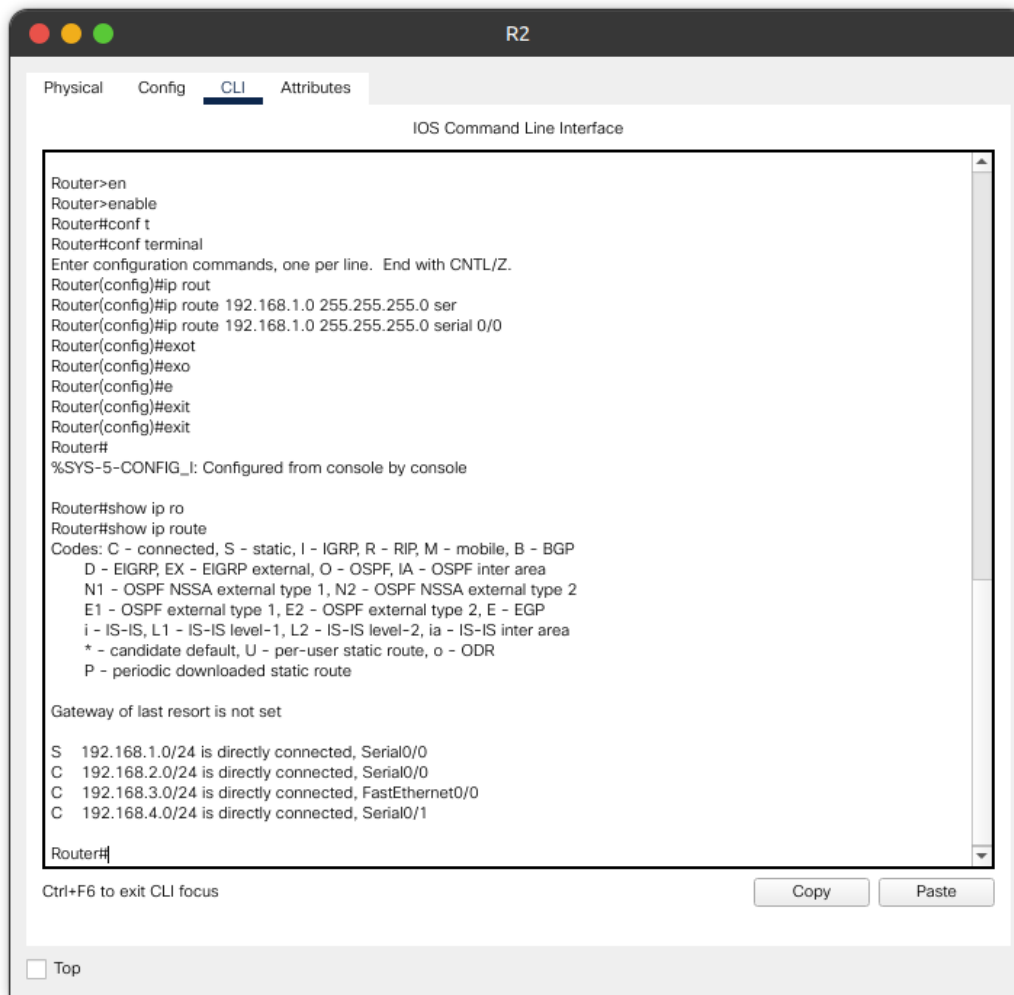 R2
Physical Config CLI Attributes
IOS Command Line Interface
Router>en
Router>enable
Router#conf t
Router#conf terminal
Enter configuration commands, one per line.  End with CNTL/Z.
Router(config)#ip rout
Router(config)#ip route 192.168.1.0 255.255.255.0 ser
Router(config)#ip route 192.168.1.0 255.255.255.0 serial 0/0
Router(config)#exot
Router(config)#exo
Router(config)#e
Router(config)#exit
Router(config)#exit
Router#
%SYS-5-CONFIG_I: Configured from console by console
Router#show ip ro
Router#show ip route
Codes: C - connected, S - static, I - IGRP, R - RIP, M - mobile, B - BGP
D - EIGRP, EX - EIGRP external, O - OSPF, IA - OSPF inter area
N1 - OSPF NSSA external type 1, N2 - OSPF NSSA external type 2
E1 - OSPF external type 1, E2 - OSPF external type 2, E - EGP
i - IS-IS, L1 - IS-IS level-1, L2 - IS-IS level-2, ia - IS-IS inter area
* - candidate default, U - per-user static route, o - ODR
P - periodic downloaded static route
Gateway of last resort is not set
S    192.168.1.0/24 is directly connected, Serial0/0
C    192.168.2.0/24 is directly connected, Serial0/0
C    192.168.3.0/24 is directly connected, FastEthernet0/0
C    192.168.4.0/24 is directly connected, Serial0/1
Router#
Ctrl+F6 to exit CLI focus
Copy Paste
Top